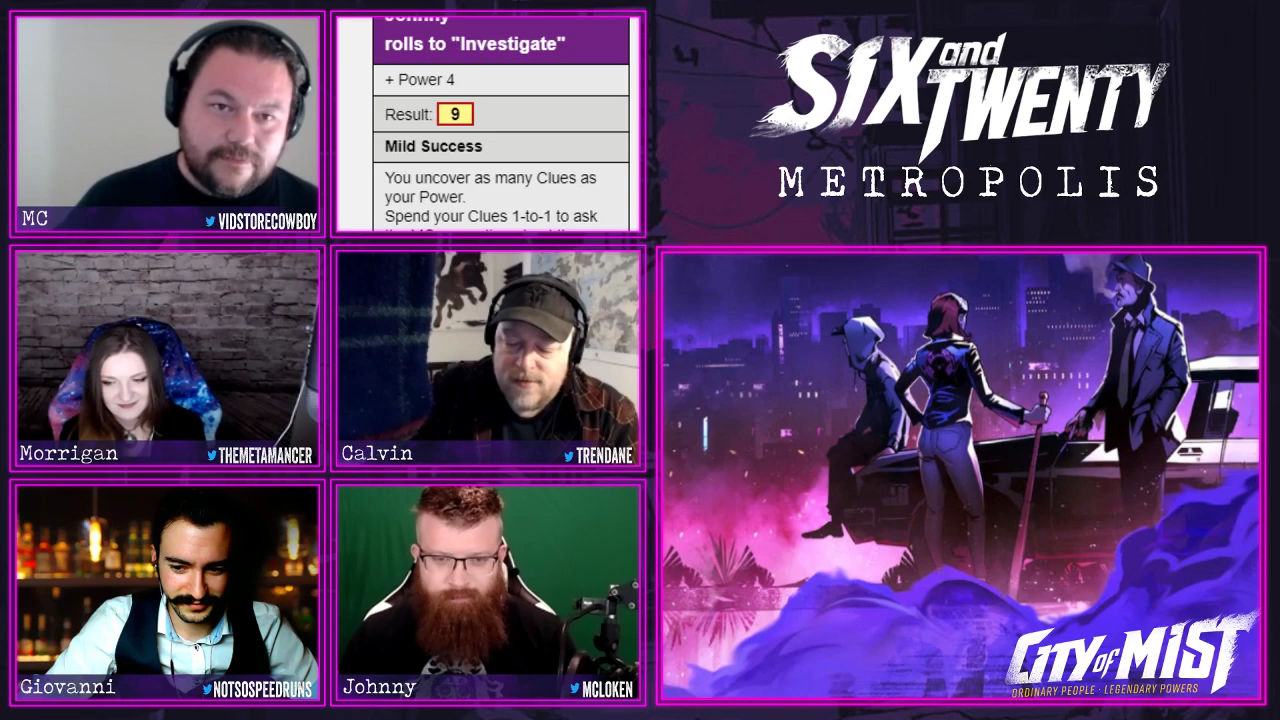 Johnny
rolls to "Investigate"
+ Power 4
Result: 9
Mild Success
You uncover as many Clues as
your Power.
Spend your Clues 1-to-1 to ask
MC
VIDSTORECOWBOY
SIX and
TWENTY
METROPOLIS
Morrigan
THEMETAMANCER
Calvin
TRENDANE
Giovanni
NOTSOSPEEDRUNS
Johnny
MCLOKEN
CITY OF MIST
ORDINARY PEOPLE · LEGENDARY POWERS